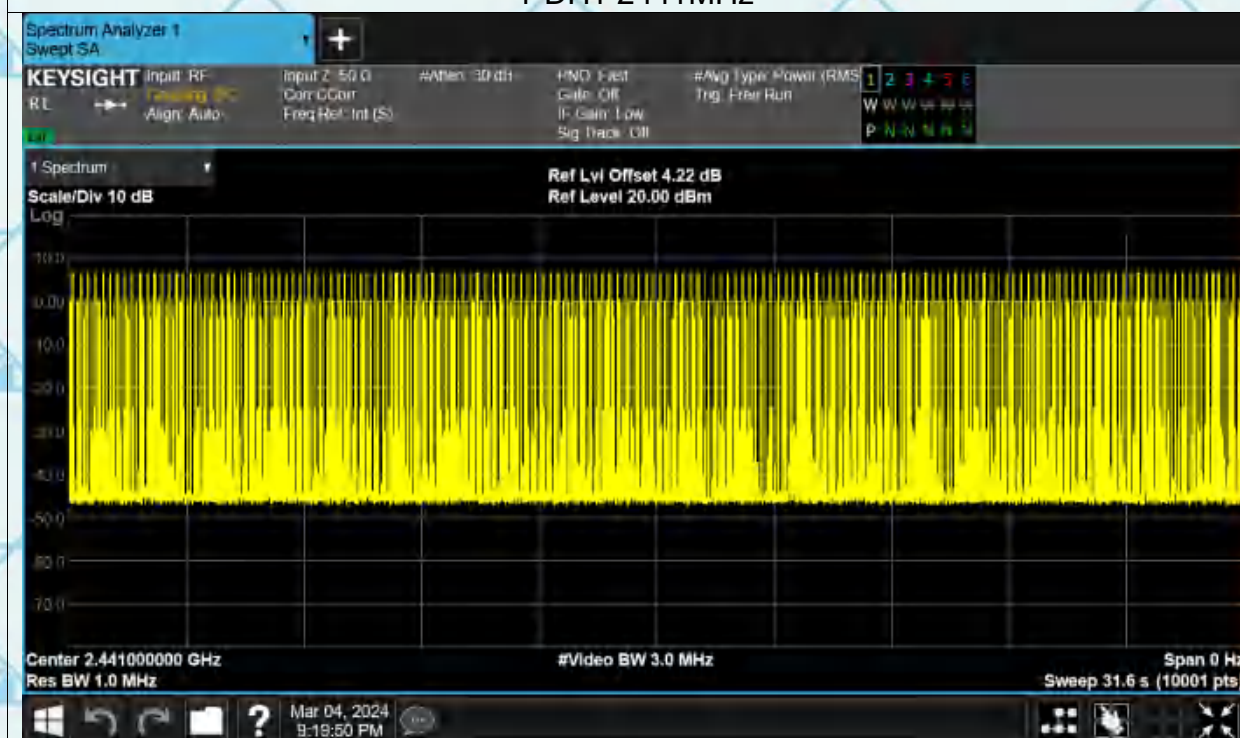 Spectrum Analyzer 1
Swept SA
KEYSIGHT Input: RF
RL
Align: Auto
Input Z: 50 Ω
Corr CCorr
Freq Ref: Int (S)
#Atten: 30 dB
PNO: Fast
Gate: Off
IF Gain: Low
Sig Track: Off
#Avg Type: Power (RMS
Trig: Free Run
1 2 3 4 5 6
W W W W W W
P N N N N N
1 Spectrum
Scale/Div 10 dB
Ref Lvl Offset 4.22 dB
Ref Level 20.00 dBm
Log
10.0
0.00
-10.0
-20.0
-30.0
-40.0
-50.0
-60.0
-70.0
Center 2.441000000 GHz
Res BW 1.0 MHz
#Video BW 3.0 MHz
Span 0 Hz
Sweep 31.6 s (10001 pts)
?
Mar 04, 2024
9:19:50 PM